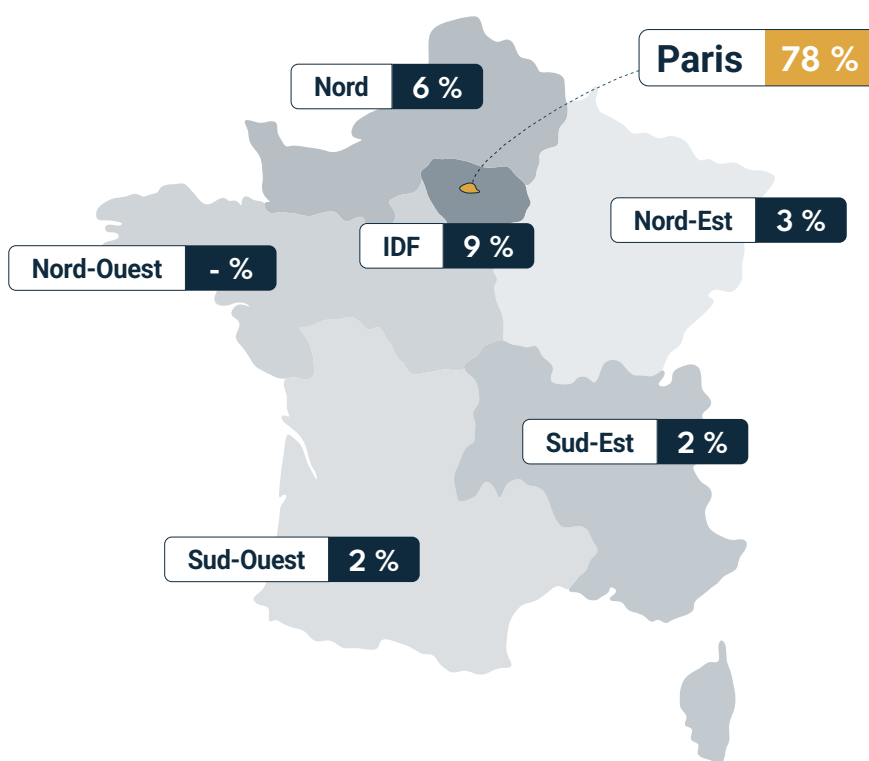 Paris 78 %
Nord 6 %
Nord-Est 3 %
IDF 9 %
Nord-Ouest - %
Sud-Est 2 %
Sud-Ouest 2 %